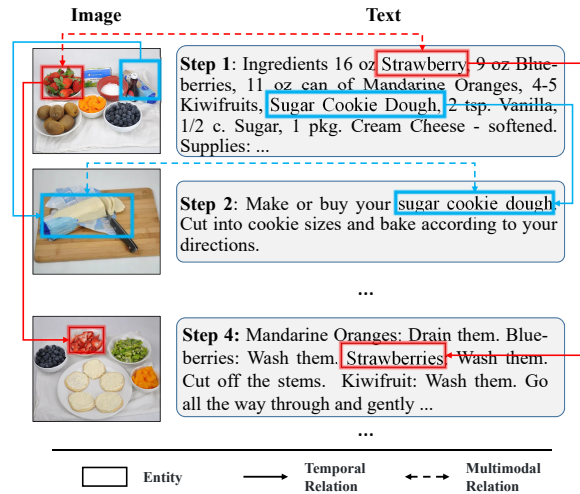 Image Text
Step 1: Ingredients 16 oz Strawberry, 9 oz Blue-
berries, 11 oz can of Mandarine Oranges, 4-5
Kiwifruits, Sugar Cookie Dough, 2 tsp. Vanilla,
1/2 c. Sugar, 1 pkg. Cream Cheese - softened.
Supplies: ...
Step 2: Make or buy your sugar cookie dough.
Cut into cookie sizes and bake according to your
directions.
...
Step 4: Mandarine Oranges: Drain them. Blue-
berries: Wash them. Strawberries: Wash them.
Cut off the stems. Kiwifruit: Wash them. Go
all the way through and gently ...
...
Entity Temporal Relation Multimodal Relation